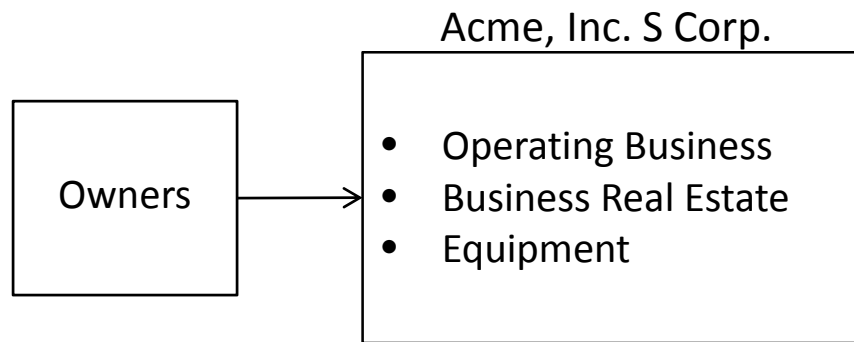 Acme, Inc. S Corp.
Owners
• Operating Business
• Business Real Estate
• Equipment